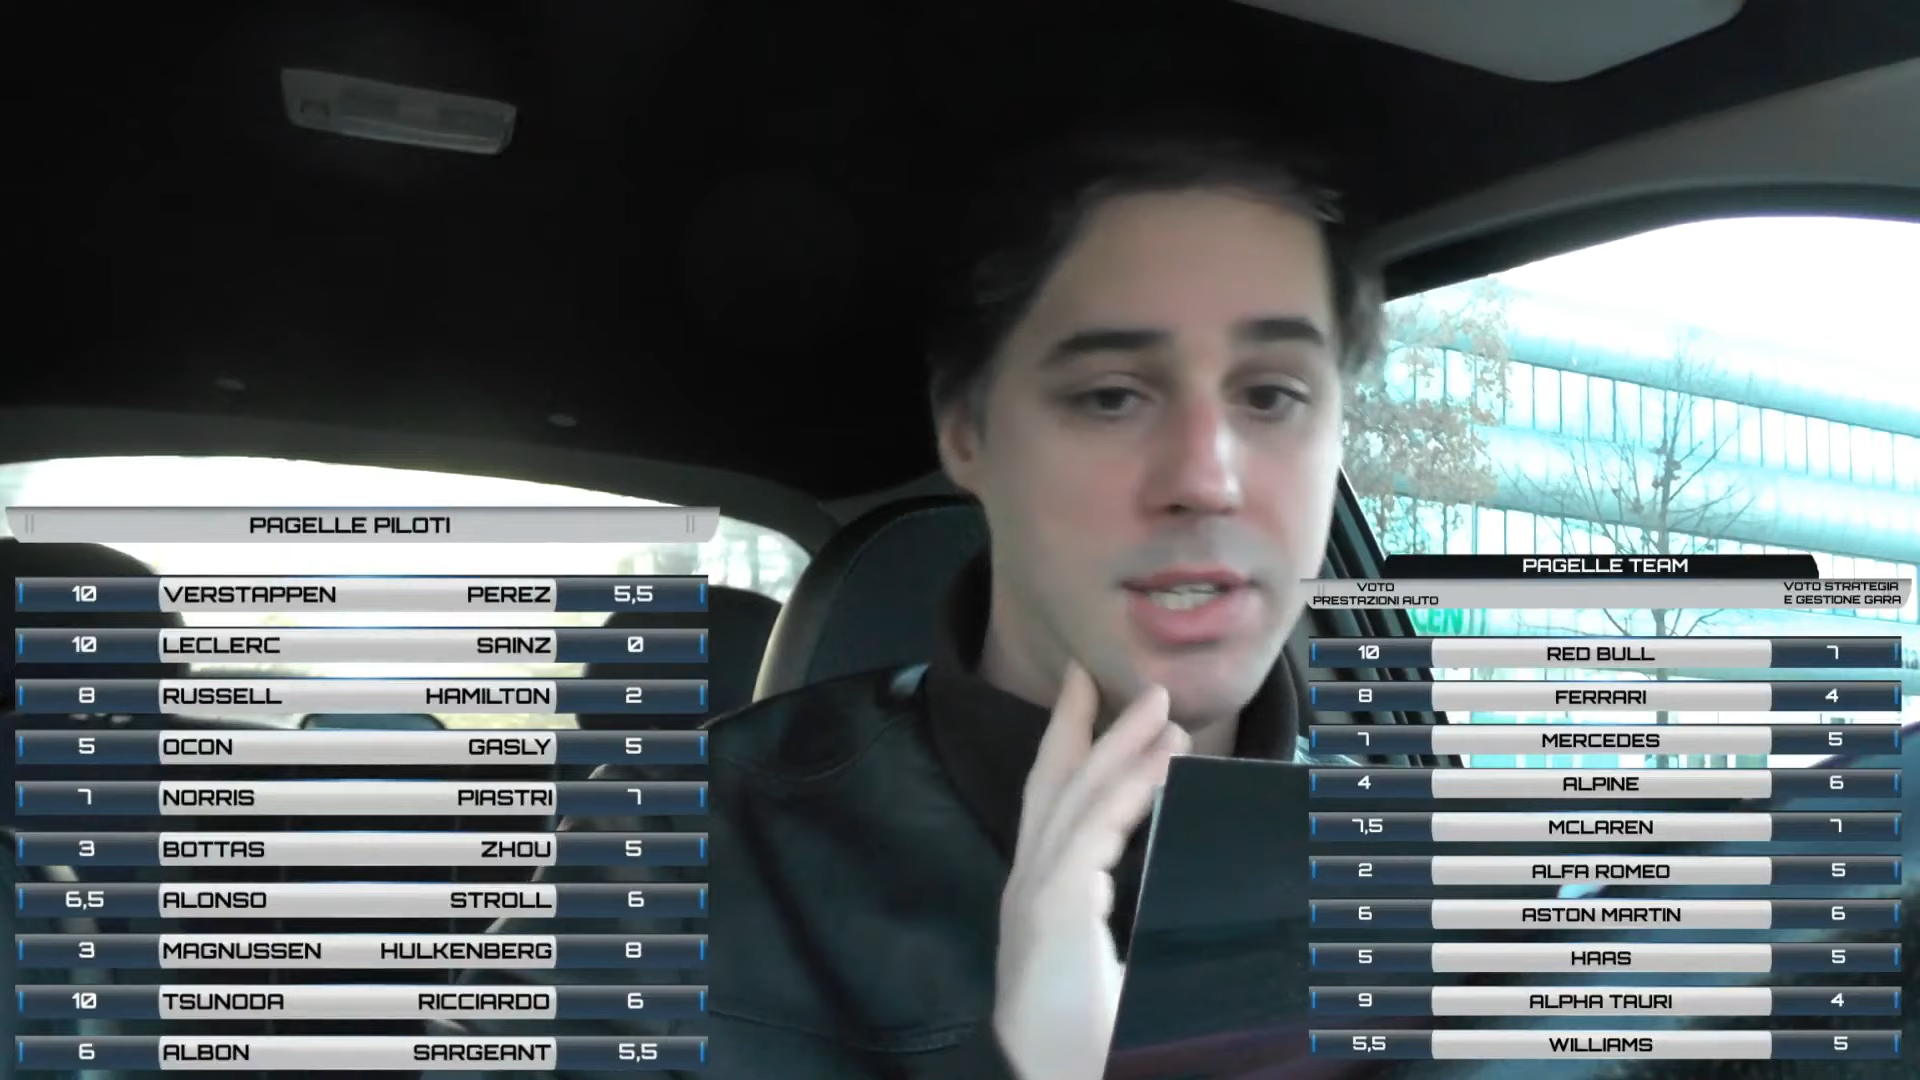 PAGELLE PILOTI
10 VERSTAPPEN PEREZ 5,5
10 LECLERC SAINZ 0
8 RUSSELL HAMILTON 2
5 OCON GASLY 5
7 NORRIS PIASTRI 7
3 BOTTAS ZHOU 5
6,5 ALONSO STROLL 6
3 MAGNUSSEN HULKENBERG 8
10 TSUNODA RICCIARDO 6
6 ALBON SARGEANT 5,5
PAGELLE TEAM
VOTO
PRESTAZIONI AUTO
VOTO STRATEGIA
E GESTIONE GARA
10 RED BULL 7
8 FERRARI 4
7 MERCEDES 5
4 ALPINE 6
7,5 MCLAREN 7
2 ALFA ROMEO 5
6 ASTON MARTIN 6
5 HAAS 5
9 ALPHA TAURI 4
5,5 WILLIAMS 5